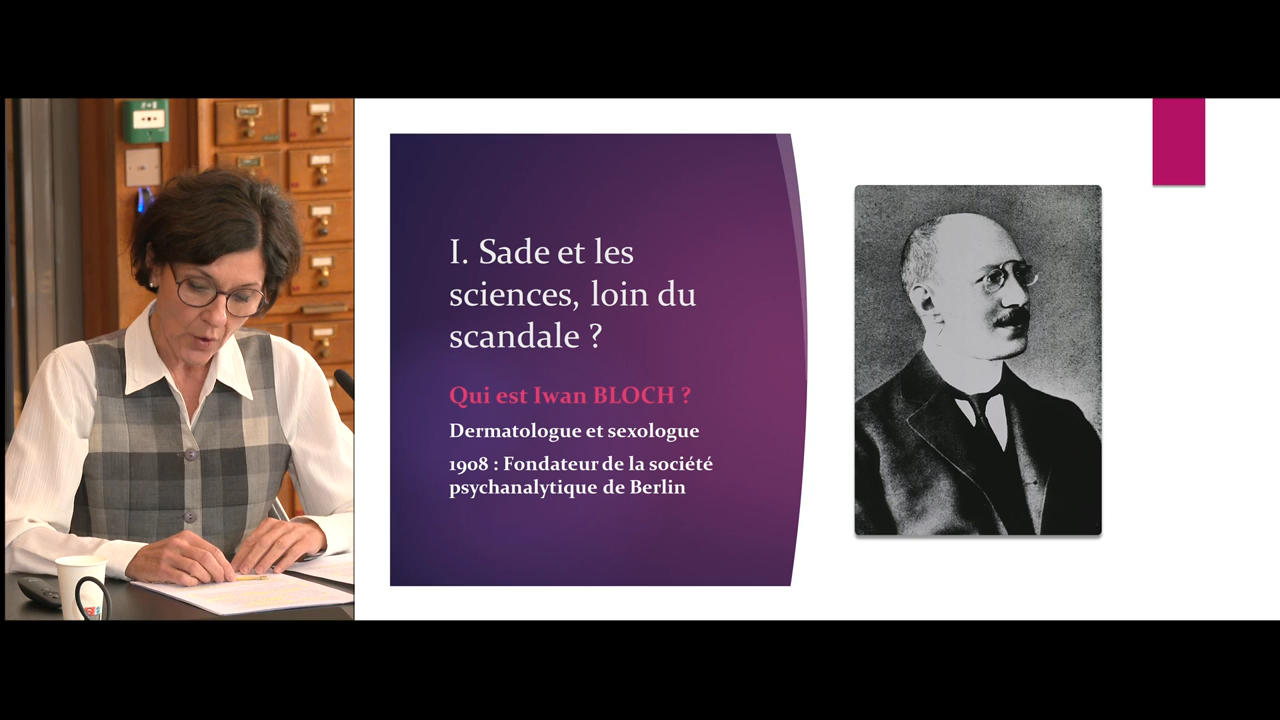 I. Sade et les
sciences, loin du
scandale ?
Qui est Iwan BLOCH ?
Dermatologue et sexologue
1908 : Fondateur de la société
psychanalytique de Berlin